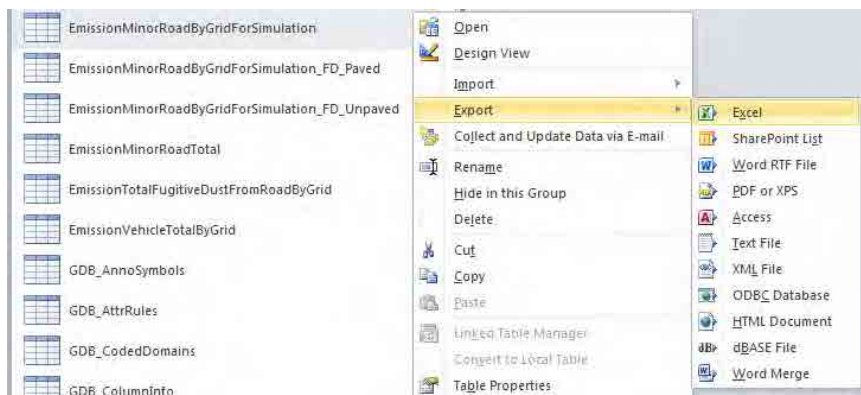 EmissionMinorRoadByGridForSimulation
EmissionMinorRoadByGridForSimulation_FD_Paved
EmissionMinorRoadByGridForSimulation_FD_Unpaved
EmissionMinorRoadTotal
EmissionTotalFugitiveDustFromRoadByGrid
EmissionVehicleTotalByGrid
GDB_AnnoSymbols
GDB_AttrRules
GDB_CodedDomains
GDB_ColumnInfo
Open
Design View
Import
Export
Collect and Update Data via E-mail
Rename
Hide in this Group
Delete
Cut
Copy
Paste
Linked Table Manager
Convert to Local Table
Table Properties
Excel
SharePoint List
Word RTF File
PDF or XPS
Access
Text File
XML File
ODBC Database
HTML Document
dBASE File
Word Merge